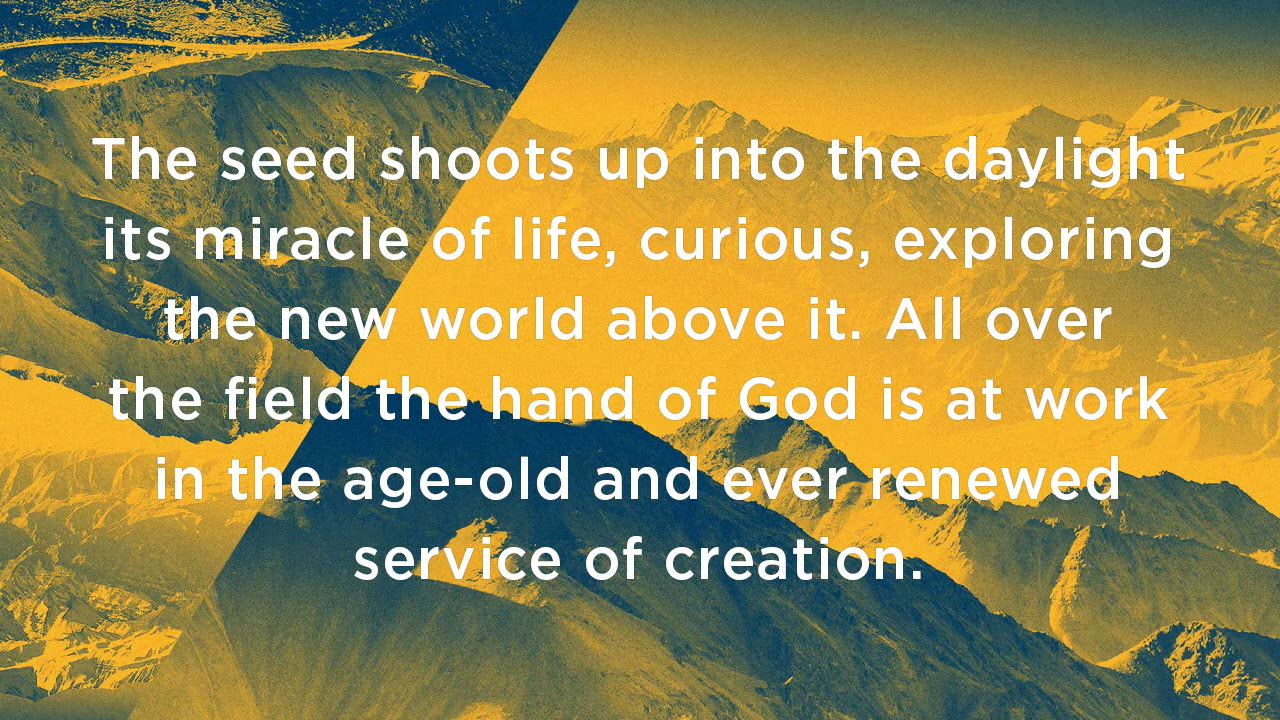 The seed shoots up into the daylight
its miracle of life, curious, exploring
the new world above it. All over
the field the hand of God is at work
in the age-old and ever renewed
service of creation.